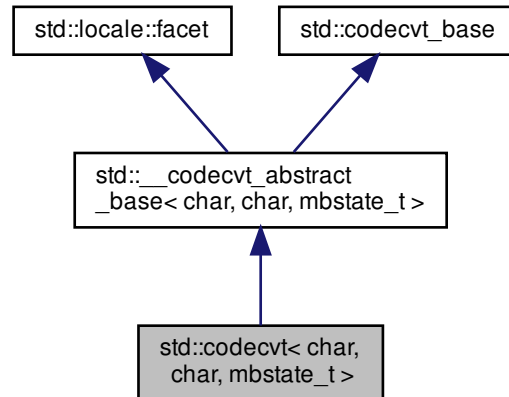 std::locale::facet
std::codecvt_base
std::__codecvt_abstract
_base< char, char, mbstate_t >
std::codecvt< char,
char, mbstate_t >